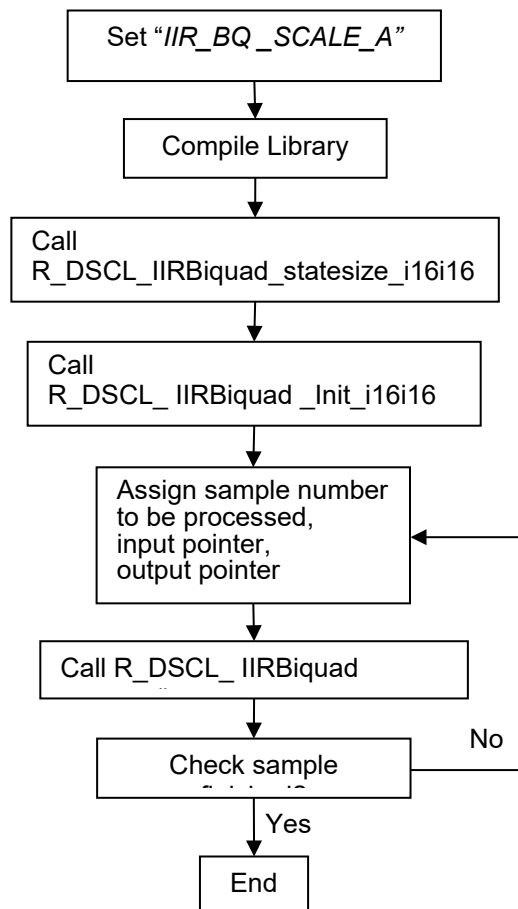 Set “IIR_BQ _SCALE_A”
Compile Library
Call
R_DSCL_IIRBiquad_statesize_i16i16
Call
R_DSCL_ IIRBiquad _Init_i16i16
Assign sample number
to be processed,
input pointer,
output pointer
Call R_DSCL_ IIRBiquad
Check sample
No
Yes
End